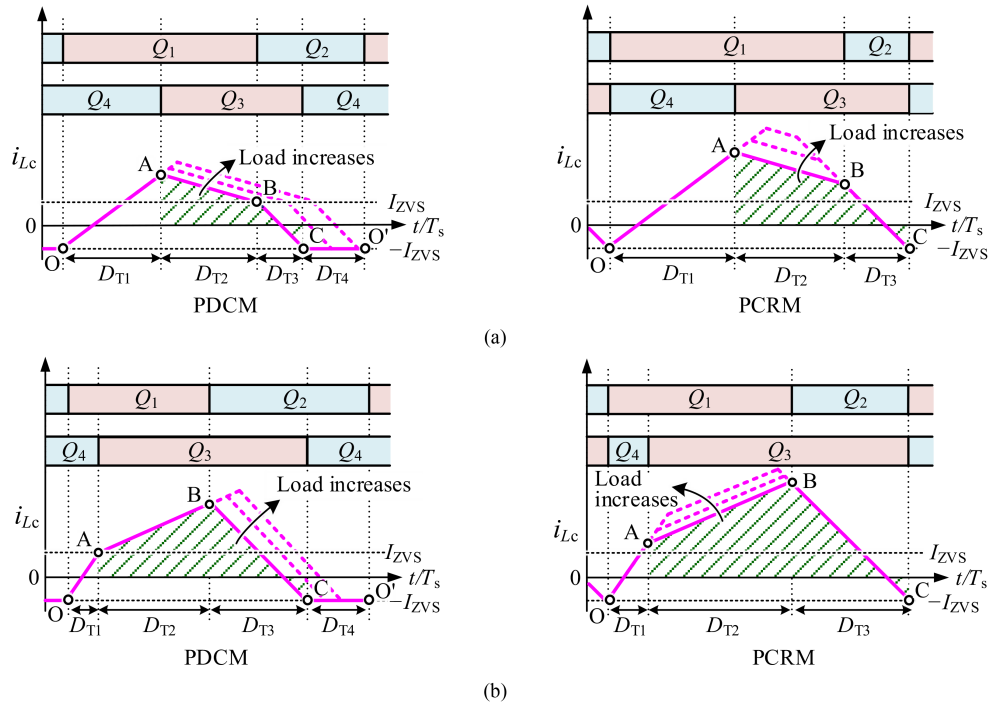 Q1 Q2
Q4 Q3 Q4
iLc
A
Load increases
B
IZVS
0
t/Ts
O
C
O'
−IZVS
DT1 DT2 DT3 DT4
PDCM
Q1 Q2
Q4 Q3
iLc
A
Load increases
B
IZVS
0
t/Ts
O
C
−IZVS
DT1 DT2 DT3
PCRM
(a)
Q1 Q2
Q4 Q3 Q4
Load increases
B
iLc
A
IZVS
0
t/Ts
O
C
O'
−IZVS
DT1 DT2 DT3 DT4
PDCM
Q1 Q2
Q4 Q3
B
Load
increases
iLc
A
IZVS
0
t/Ts
O
C
−IZVS
DT1 DT2 DT3
PCRM
(b)